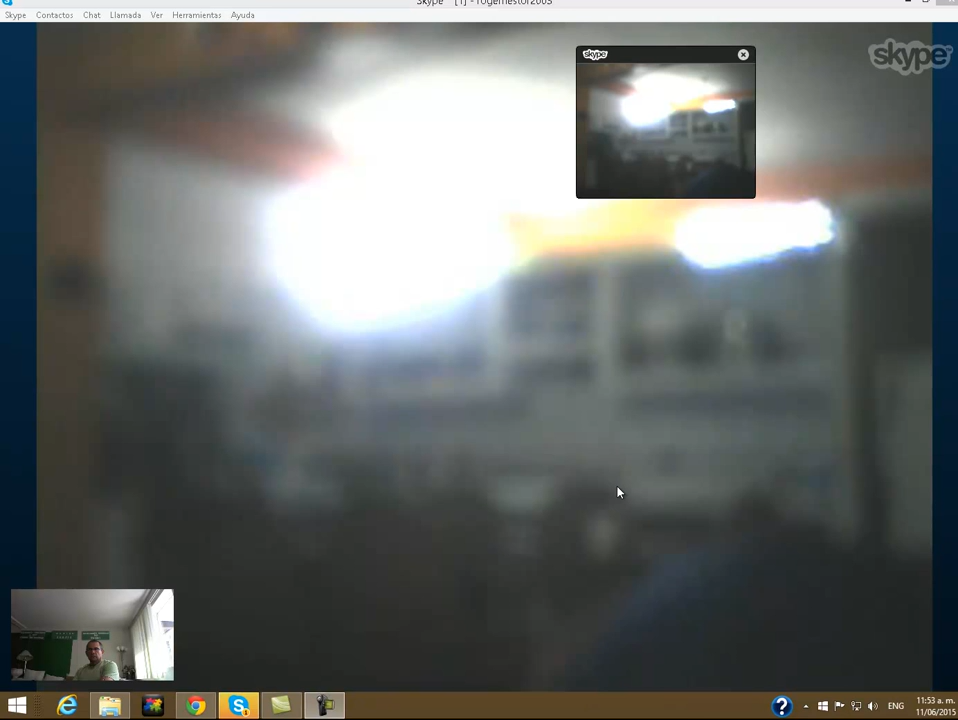 Skype
Contactos Chat Llamada Ver Herramientas Ayuda
skype
skype
ENG
11:53 a. m.
11/06/2015